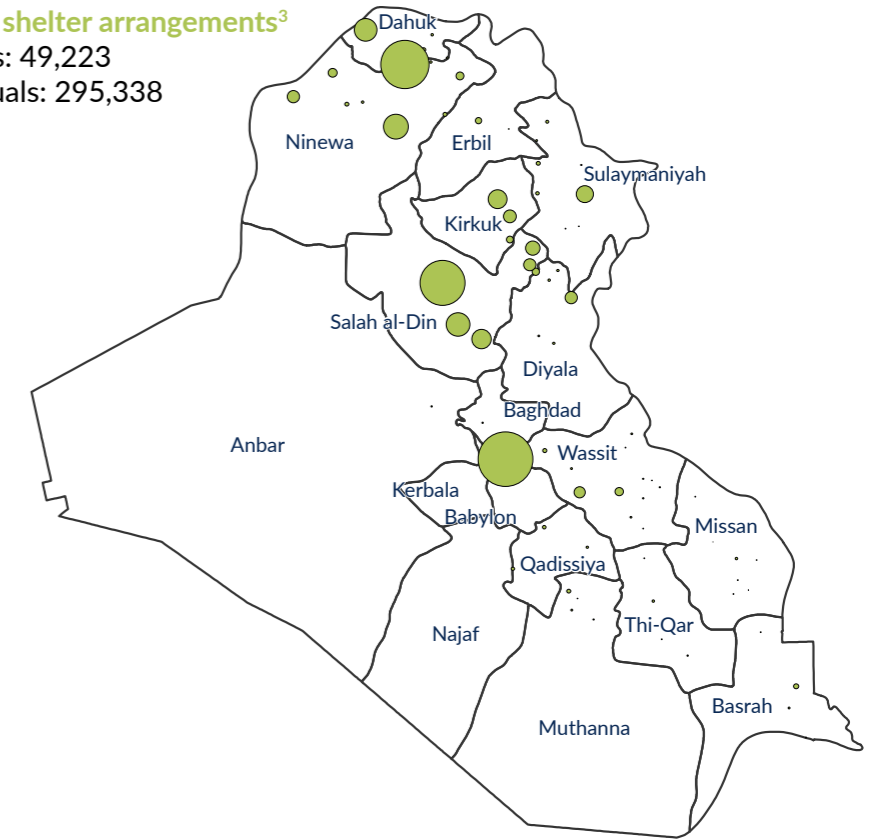 shelter arrangements³
s: 49,223
uals: 295,338
Dahuk
Ninewa
Erbil
Sulaymaniyah
Kirkuk
Salah al-Din
Diyala
Baghdad
Anbar
Wassit
Kerbala
Babylon
Missan
Qadissiya
Thi-Qar
Najaf
Basrah
Muthanna